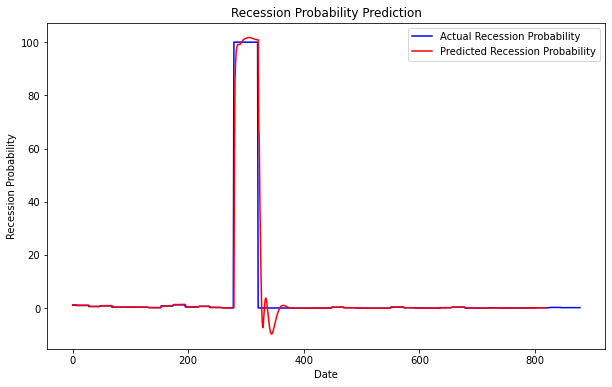 Recession Probability Prediction
Actual Recession Probability
Predicted Recession Probability
Recession Probability
100
80
60
40
20
0
0
200
400
600
800
Date